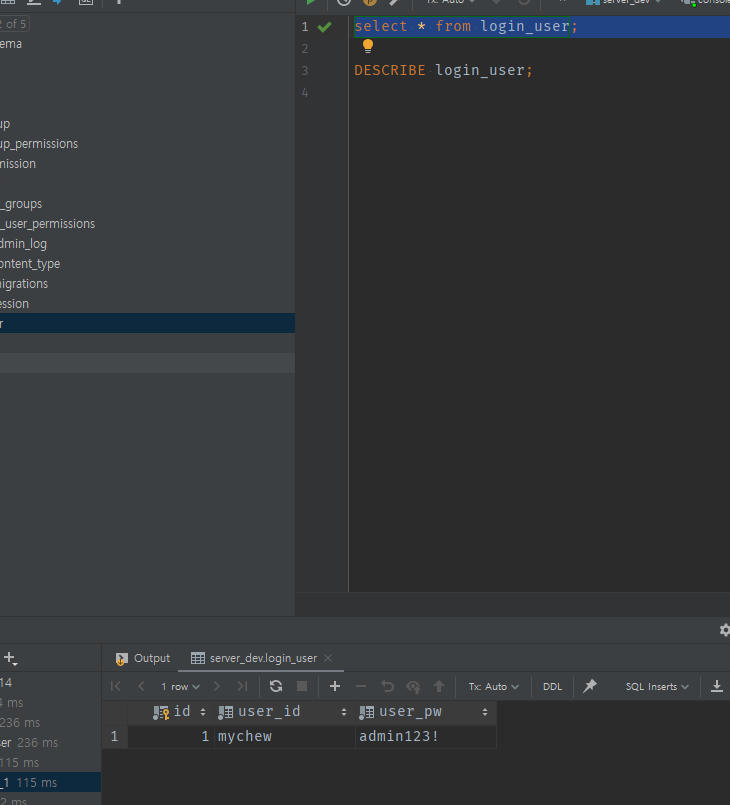 Tx: Auto
server_dev
console
2 of 5
ema
up
up_permissions
mission
_groups
_user_permissions
dmin_log
ontent_type
nigrations
ession
r
1 select * from login_user;
2
3 DESCRIBE login_user;
4
Output server_dev.login_user
1 row Tx: Auto DDL SQL Inserts
14
4 ms
236 ms
ser 236 ms
115 ms
_1 115 ms
2 ms
id user_id user_pw
1 1 mychew admin123!